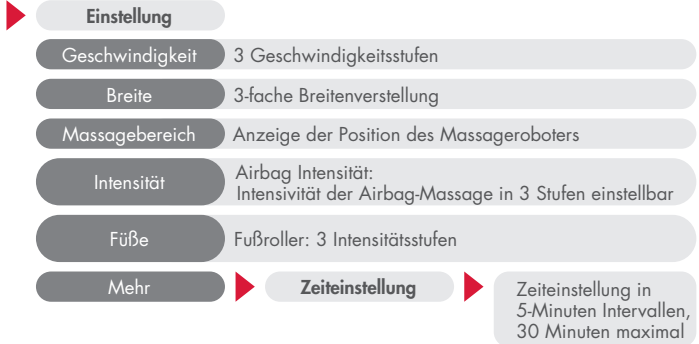 Einstellung
Geschwindigkeit 3 Geschwindigkeitsstufen
Breite 3-fache Breitenverstellung
Massagebereich Anzeige der Position des Massageroboters
Intensität Airbag Intensität:
Intensivität der Airbag-Massage in 3 Stufen einstellbar
Füße Fußroller: 3 Intensitätsstufen
Mehr Zeiteinstellung Zeiteinstellung in
5-Minuten Intervallen,
30 Minuten maximal